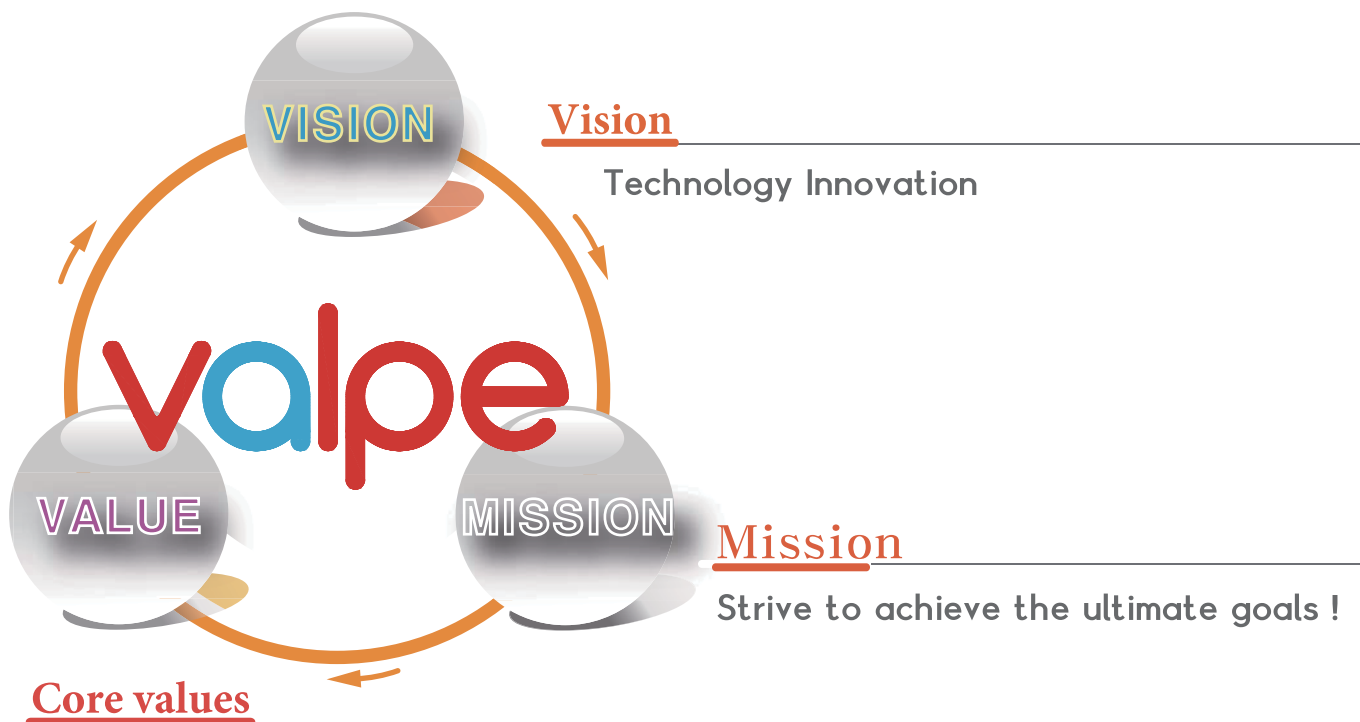 VISION
Vision
Technology Innovation
valpe
VALUE
MISSION
Mission
Strive to achieve the ultimate goals !
Core values